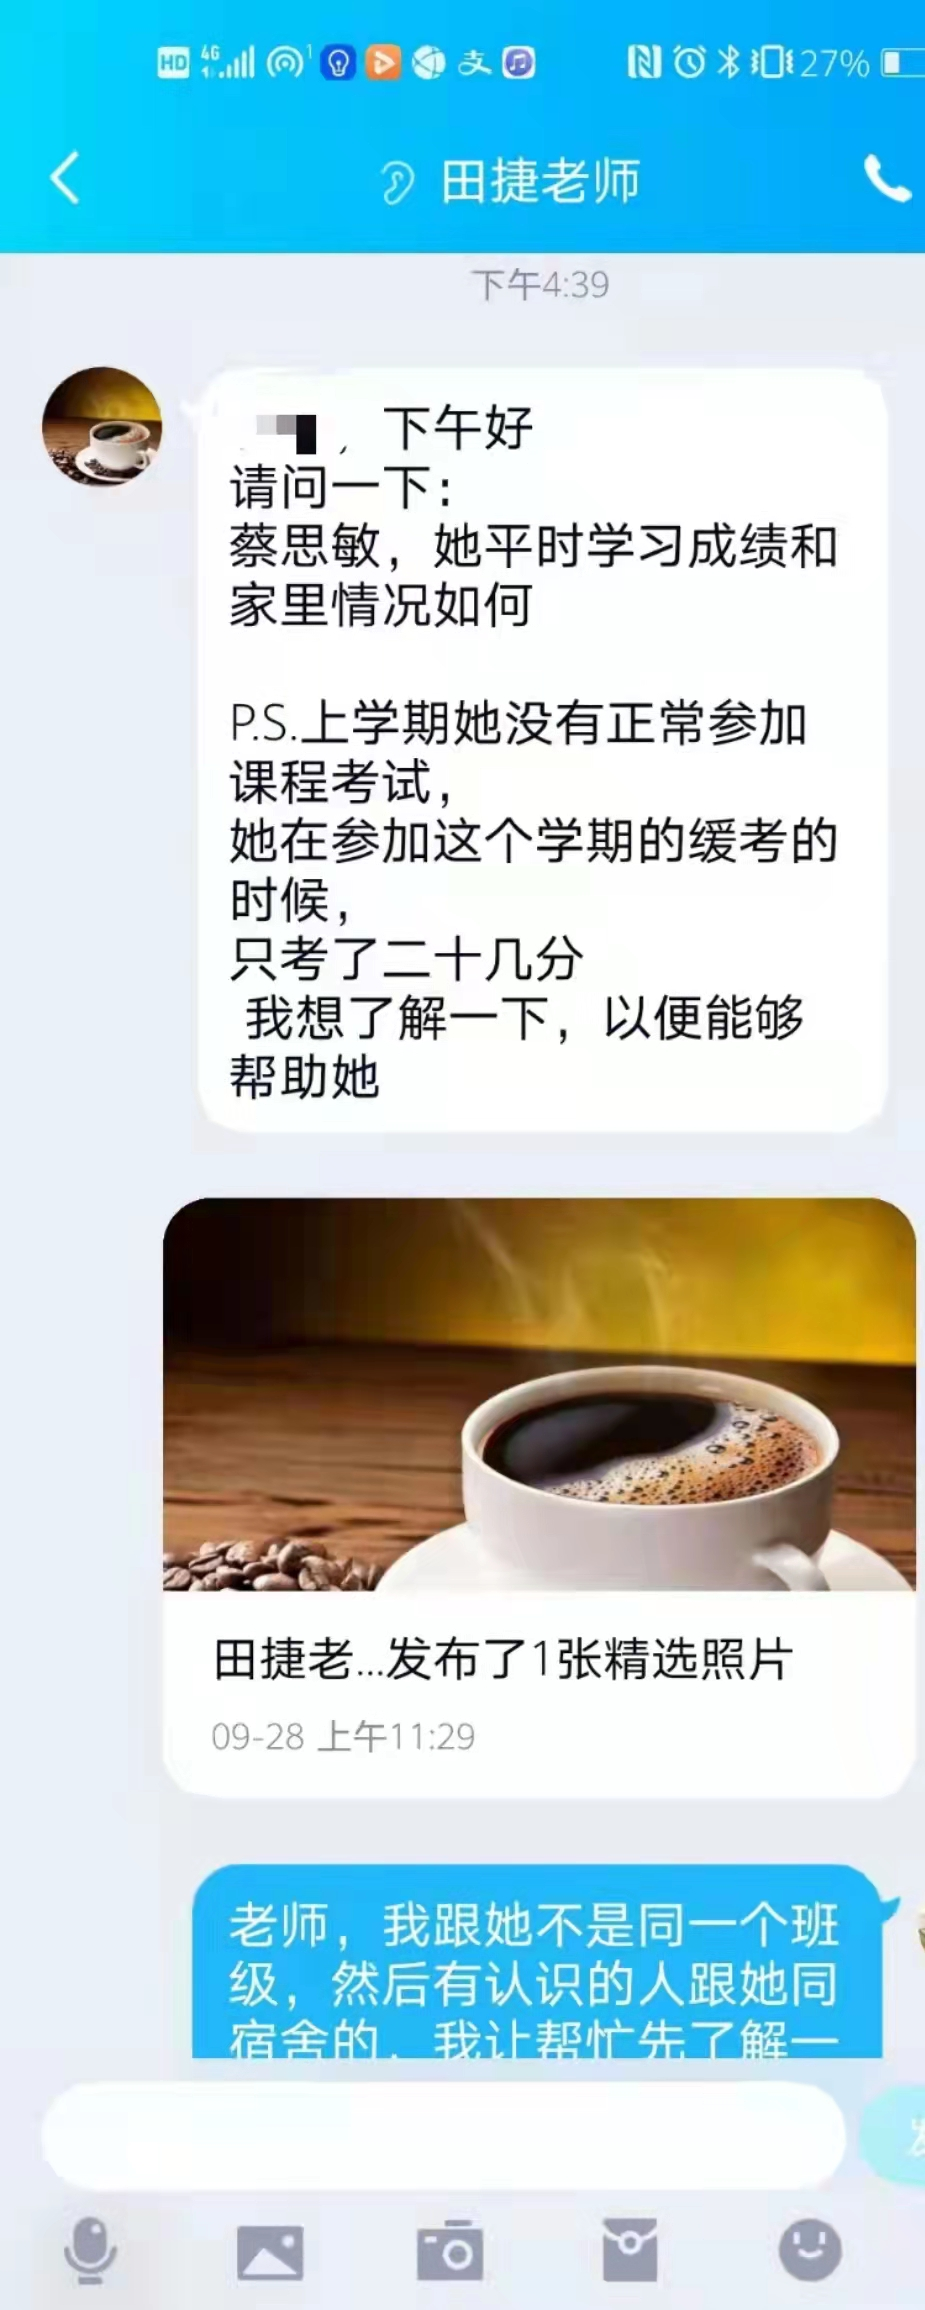 HD 4G 1 支 27%
田捷老师
下午4:39
，下午好
请问一下：
蔡思敏，她平时学习成绩和
家里情况如何
P.S.上学期她没有正常参加
课程考试，
她在参加这个学期的缓考的
时候，
只考了二十几分
我想了解一下，以便能够
帮助她
田捷老...发布了1张精选照片
09-28 上午11:29
老师，我跟她不是同一个班
级，然后有认识的人跟她同
宿舍的，我让帮忙先了解一